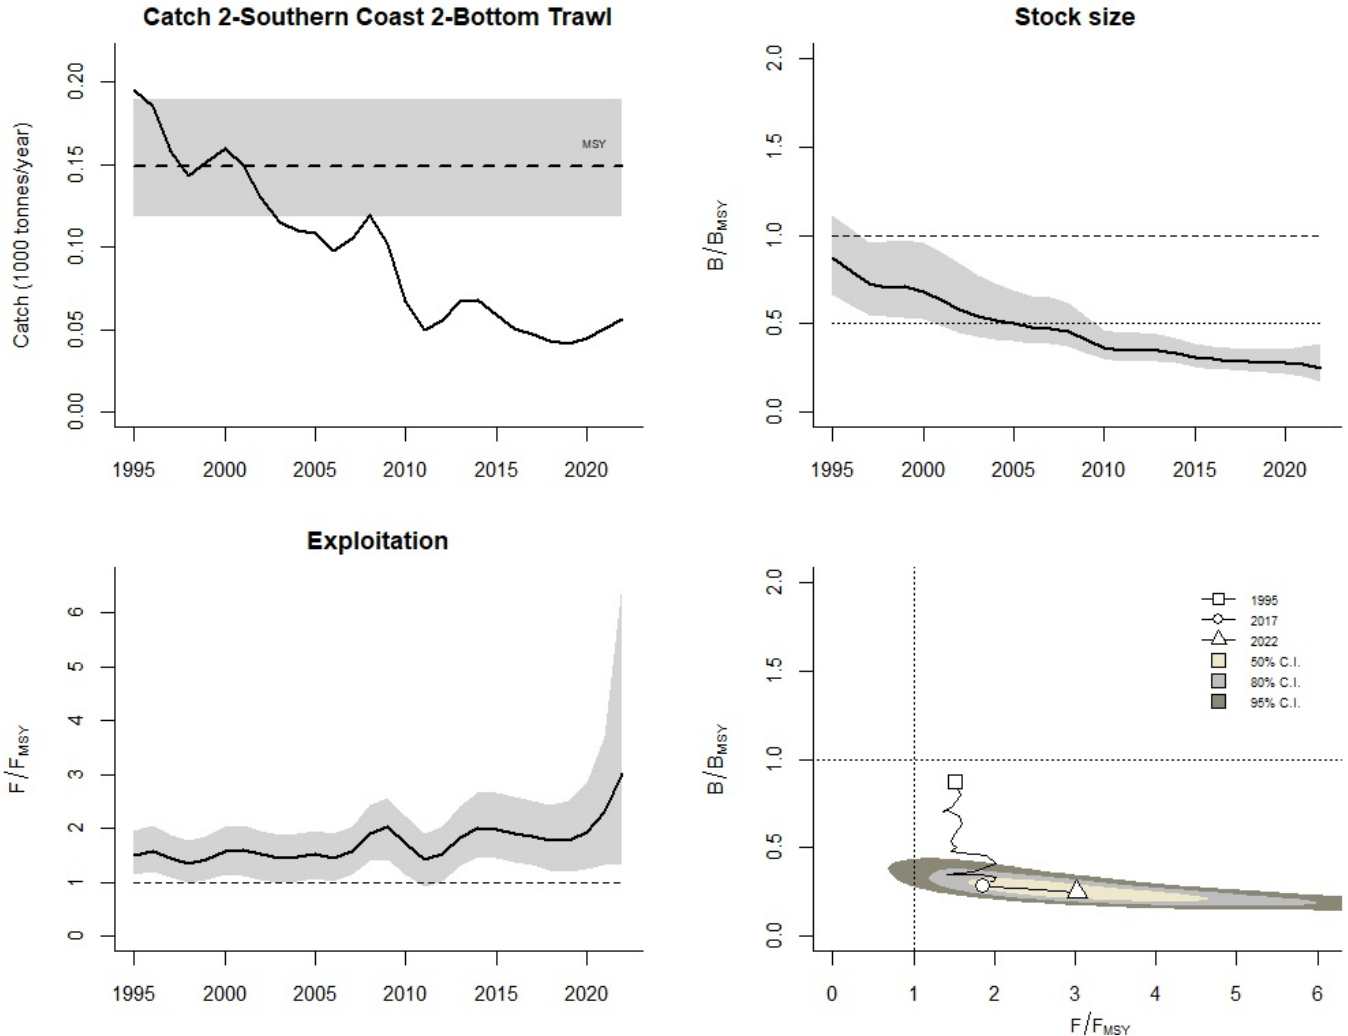 Catch 2-Southern Coast 2-Bottom Trawl
Catch (1000 tonnes/year)
0.20
0.15
0.10
0.05
0.00
MSY
1995 2000 2005 2010 2015 2020
Stock size
B/BMSY
2.0
1.5
1.0
0.5
0.0
1995 2000 2005 2010 2015 2020
Exploitation
F/FMSY
6
5
4
3
2
1
0
1995 2000 2005 2010 2015 2020
B/BMSY
2.0
1.5
1.0
0.5
0.0
1995
2017
2022
50% C.I.
80% C.I.
95% C.I.
0 1 2 3 4 5 6
F/FMSY